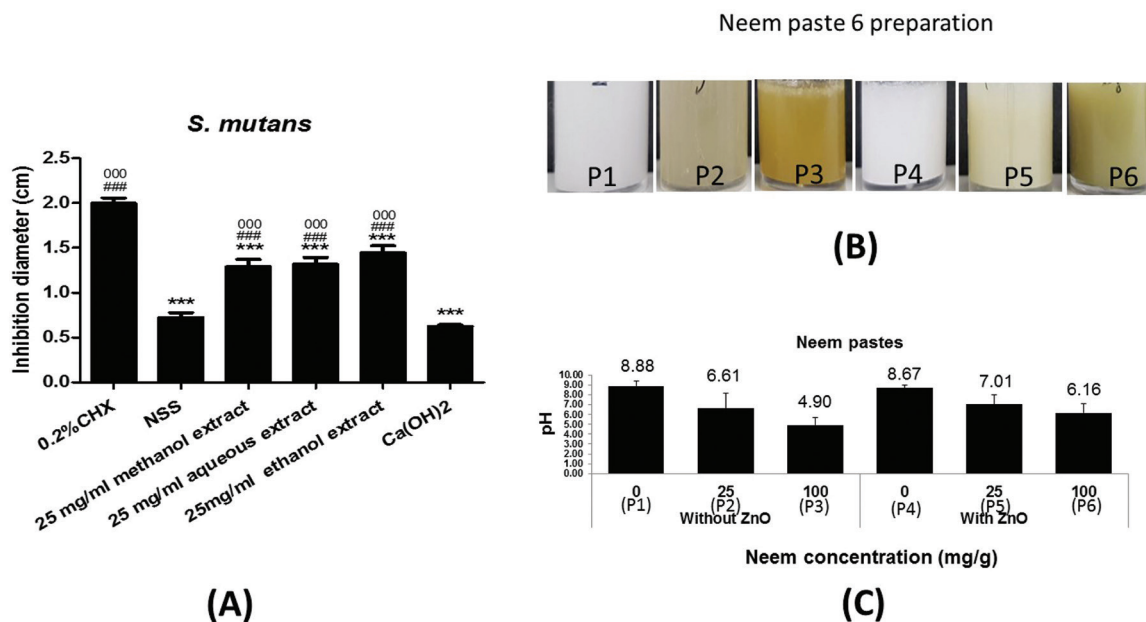 S. mutans
Inhibition diameter (cm)
2.5
2.0
1.5
1.0
0.5
0.0
000
###
***
000
###
***
000
###
***
000
###
***
***
0.2%CHX
NSS
25 mg/ml methanol extract
25 mg/ml aqueous extract
25mg/ml ethanol extract
Ca(OH)2
(A)
Neem paste 6 preparation
P1 P2 P3 P4 P5 P6
(B)
Neem pastes
pH
10.00
9.00
8.00
7.00
6.00
5.00
4.00
3.00
2.00
1.00
0.00
8.88 6.61 4.90 8.67 7.01 6.16
0 25 100 0 25 100
(P1) (P2) (P3) (P4) (P5) (P6)
Without ZnO With ZnO
Neem concentration (mg/g)
(C)